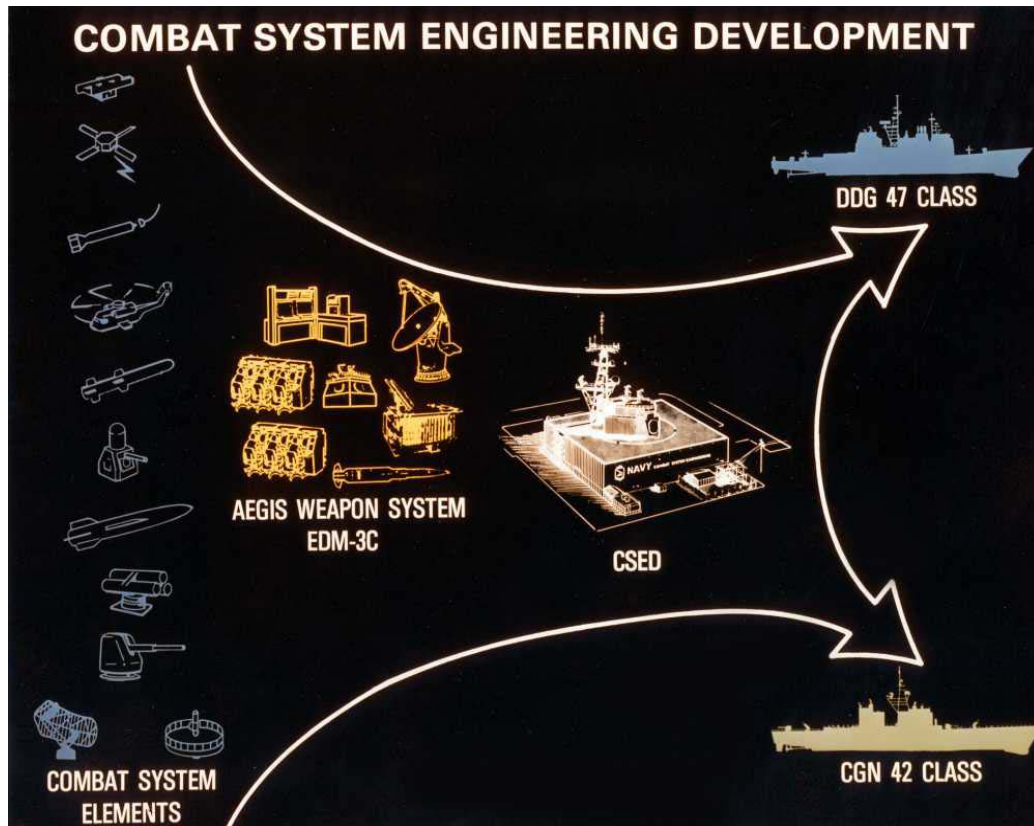 COMBAT SYSTEM ENGINEERING DEVELOPMENT
DDG 47 CLASS
AEGIS WEAPON SYSTEM
EDM-3C
NAVY
CSED
COMBAT SYSTEM
ELEMENTS
CGN 42 CLASS